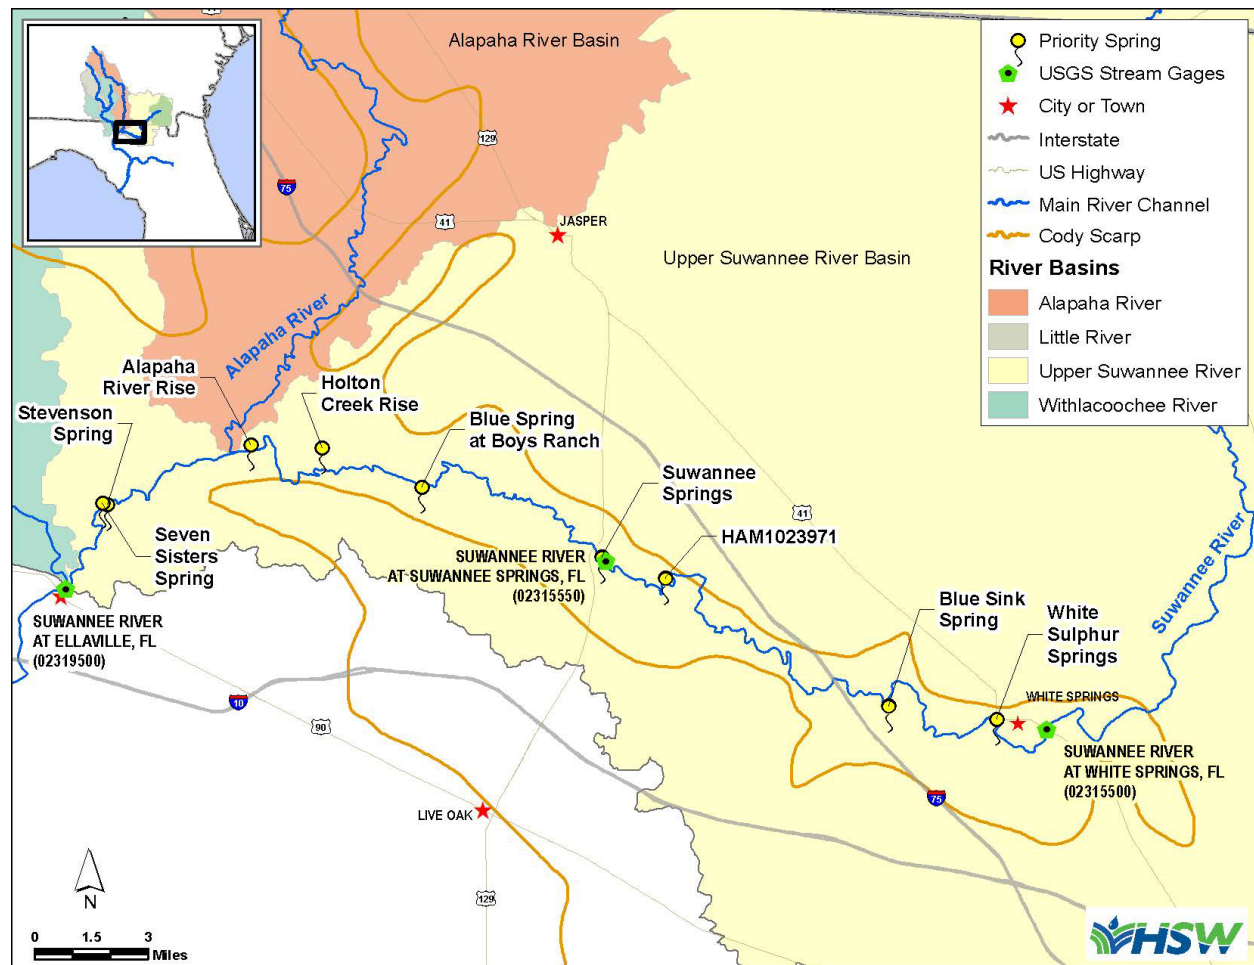 Alapaha River Basin
129
75
41
JASPER
Upper Suwannee River Basin
Priority Spring
USGS Stream Gages
City or Town
Interstate
US Highway
Main River Channel
Cody Scarp
River Basins
Alapaha River
Little River
Upper Suwannee River
Withlacoochee River
Alapaha River
Alapaha
River Rise
Holton
Creek Rise
Stevenson
Spring
Blue Spring
at Boys Ranch
Suwannee
Springs
41
HAM1023971
Seven
Sisters
Spring
SUWANNEE RIVER
AT SUWANNEE SPRINGS, FL
(02315550)
Suwannee River
Blue Sink
Spring
White
Sulphur
Springs
SUWANNEE RIVER
AT ELLAVILLE, FL
(02319500)
WHITE SPRINGS
10
90
SUWANNEE RIVER
AT WHITE SPRINGS, FL
(02315500)
75
LIVE OAK
129
N
0 1.5 3
Miles
HSW